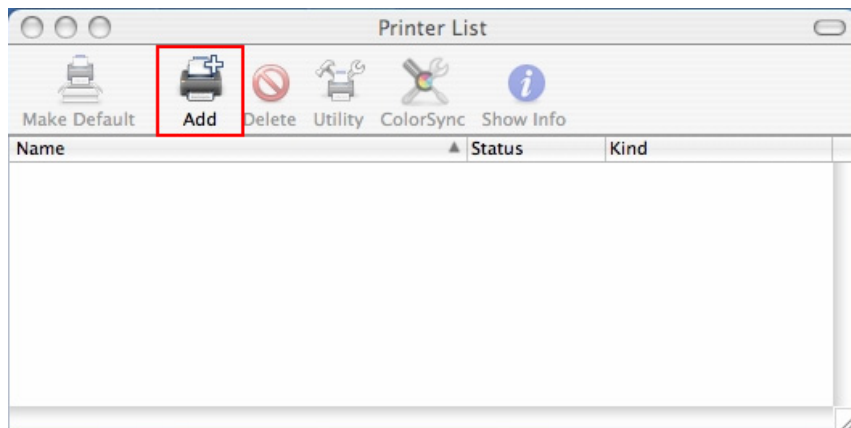 Printer List
Make Default Add Delete Utility ColorSync Show Info
Name Status Kind